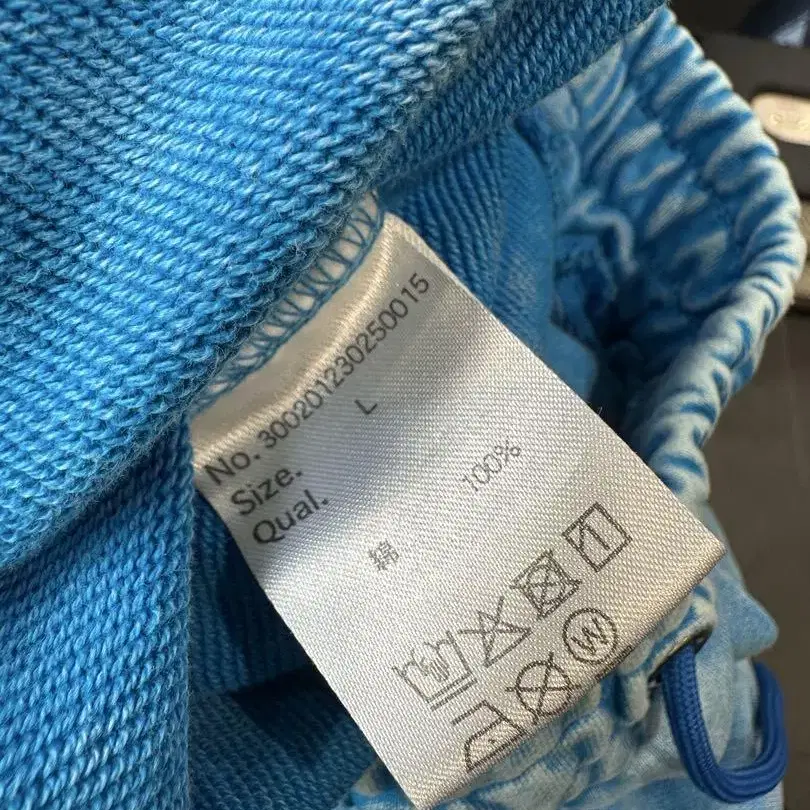 No. 300201230250015
Size. L
Qual.
綿 100%
W